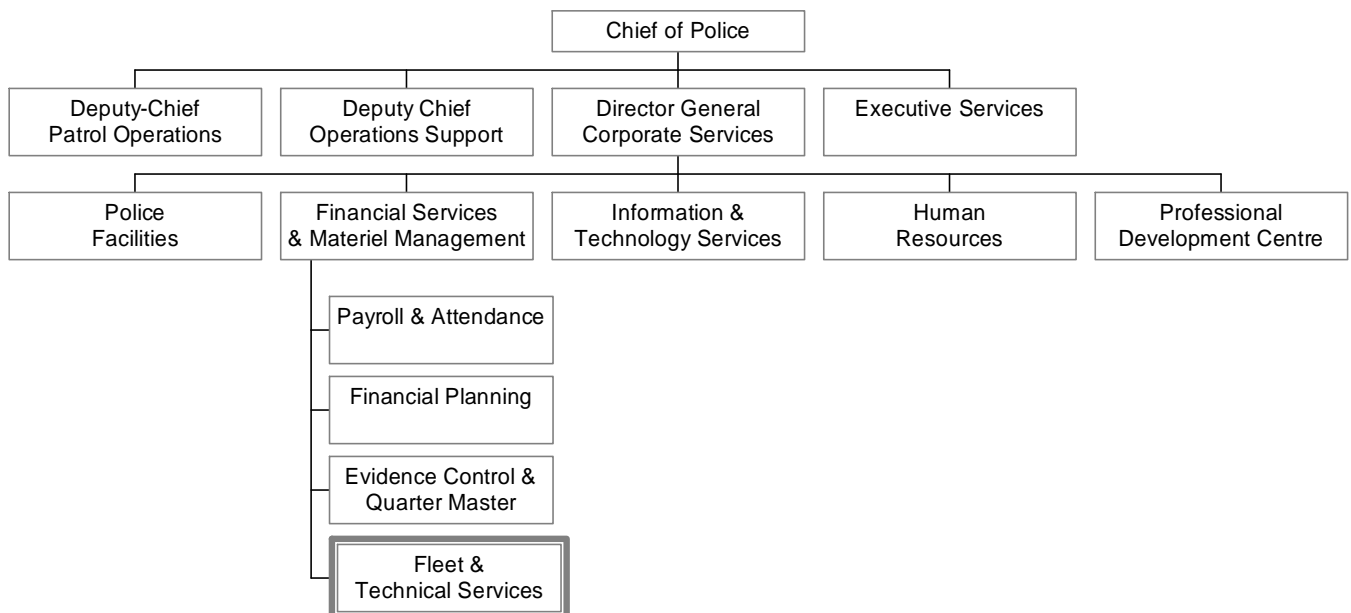 Chief of Police
Deputy-Chief
Patrol Operations
Deputy Chief
Operations Support
Director General
Corporate Services
Executive Services
Police
Facilities
Financial Services
& Materiel Management
Information &
Technology Services
Human
Resources
Professional
Development Centre
Payroll & Attendance
Financial Planning
Evidence Control &
Quarter Master
Fleet &
Technical Services